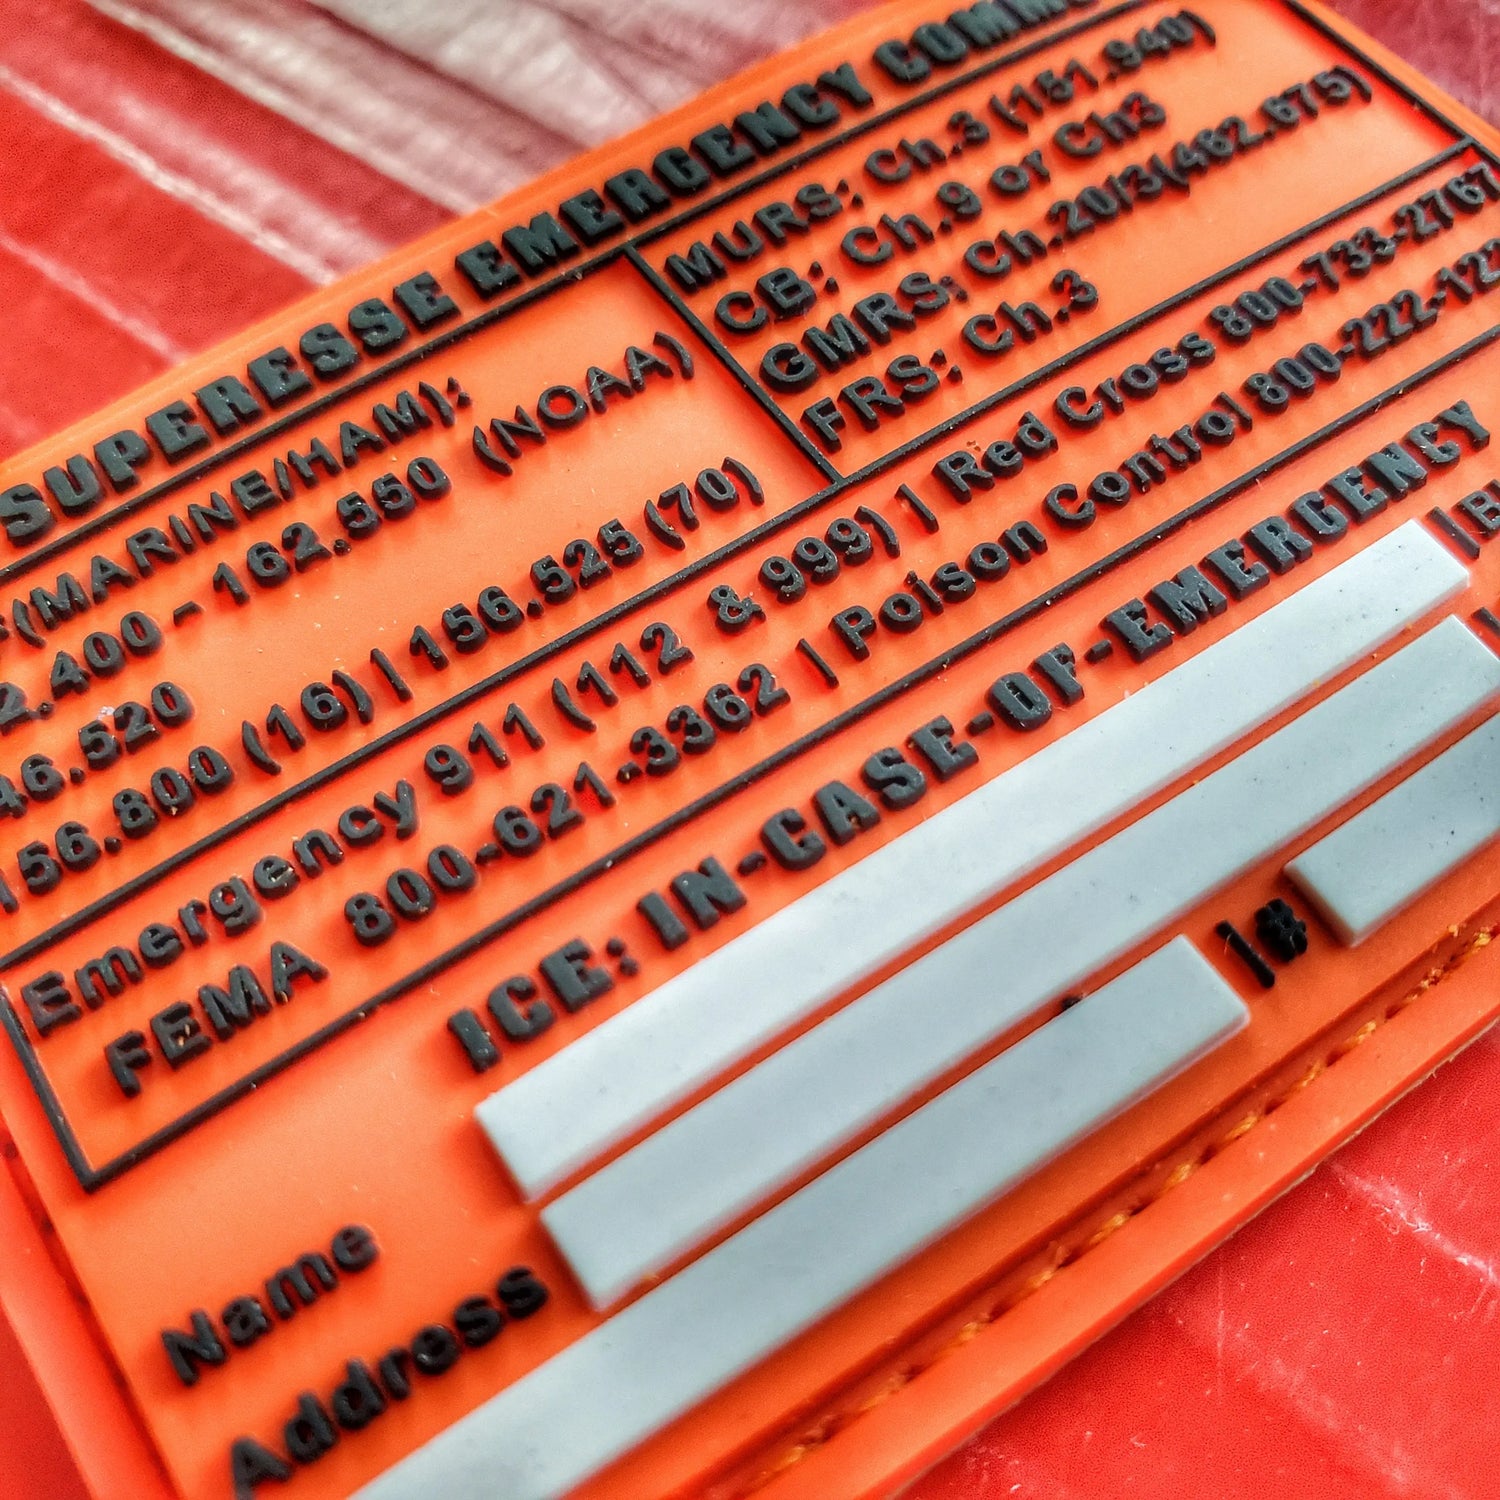 SUPERESSE EMERGENCY COMM
(MARINE/HAM):
2.400 - 162.550 (NOAA)
46.520
156.800 (16) | 156.525 (70)
MURS: Ch.3 (151.940)
CB: Ch.9 or Ch3
GMRS: Ch.20/3(462.675)
FRS: Ch.3
Emergency 911 (112 & 999) | Red Cross 800-733-2767
FEMA 800-621-3362 | Poison Control 800-222-122
ICE: IN-CASE-OF-EMERGENCY
Name | Bl
Address |
| #